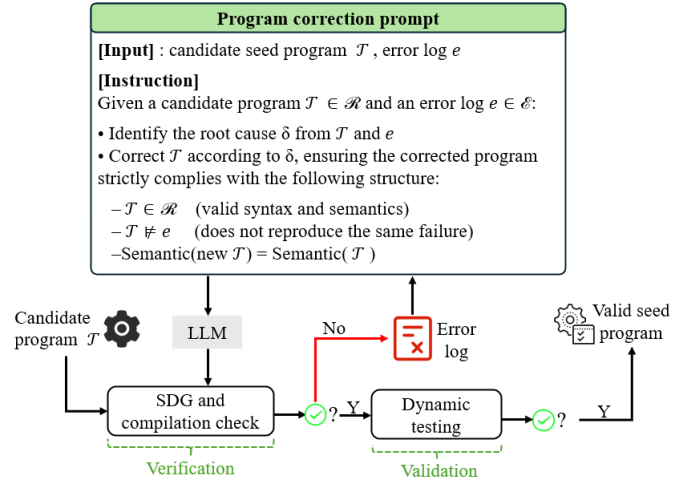 Program correction prompt
[Input] : candidate seed program 𝒯 , error log e
[Instruction]
Given a candidate program 𝒯 ∈ ℛ and an error log e ∈ ℰ:
• Identify the root cause δ from 𝒯 and e
• Correct 𝒯 according to δ, ensuring the corrected program
strictly complies with the following structure:
– 𝒯 ∈ ℛ (valid syntax and semantics)
– 𝒯 ⊭ e (does not reproduce the same failure)
–Semantic(new 𝒯) = Semantic( 𝒯 )
Candidate
program 𝒯
LLM
No
Error
log
Valid seed
program
SDG and
compilation check
? Y
Dynamic
testing
? Y
Verification
Validation